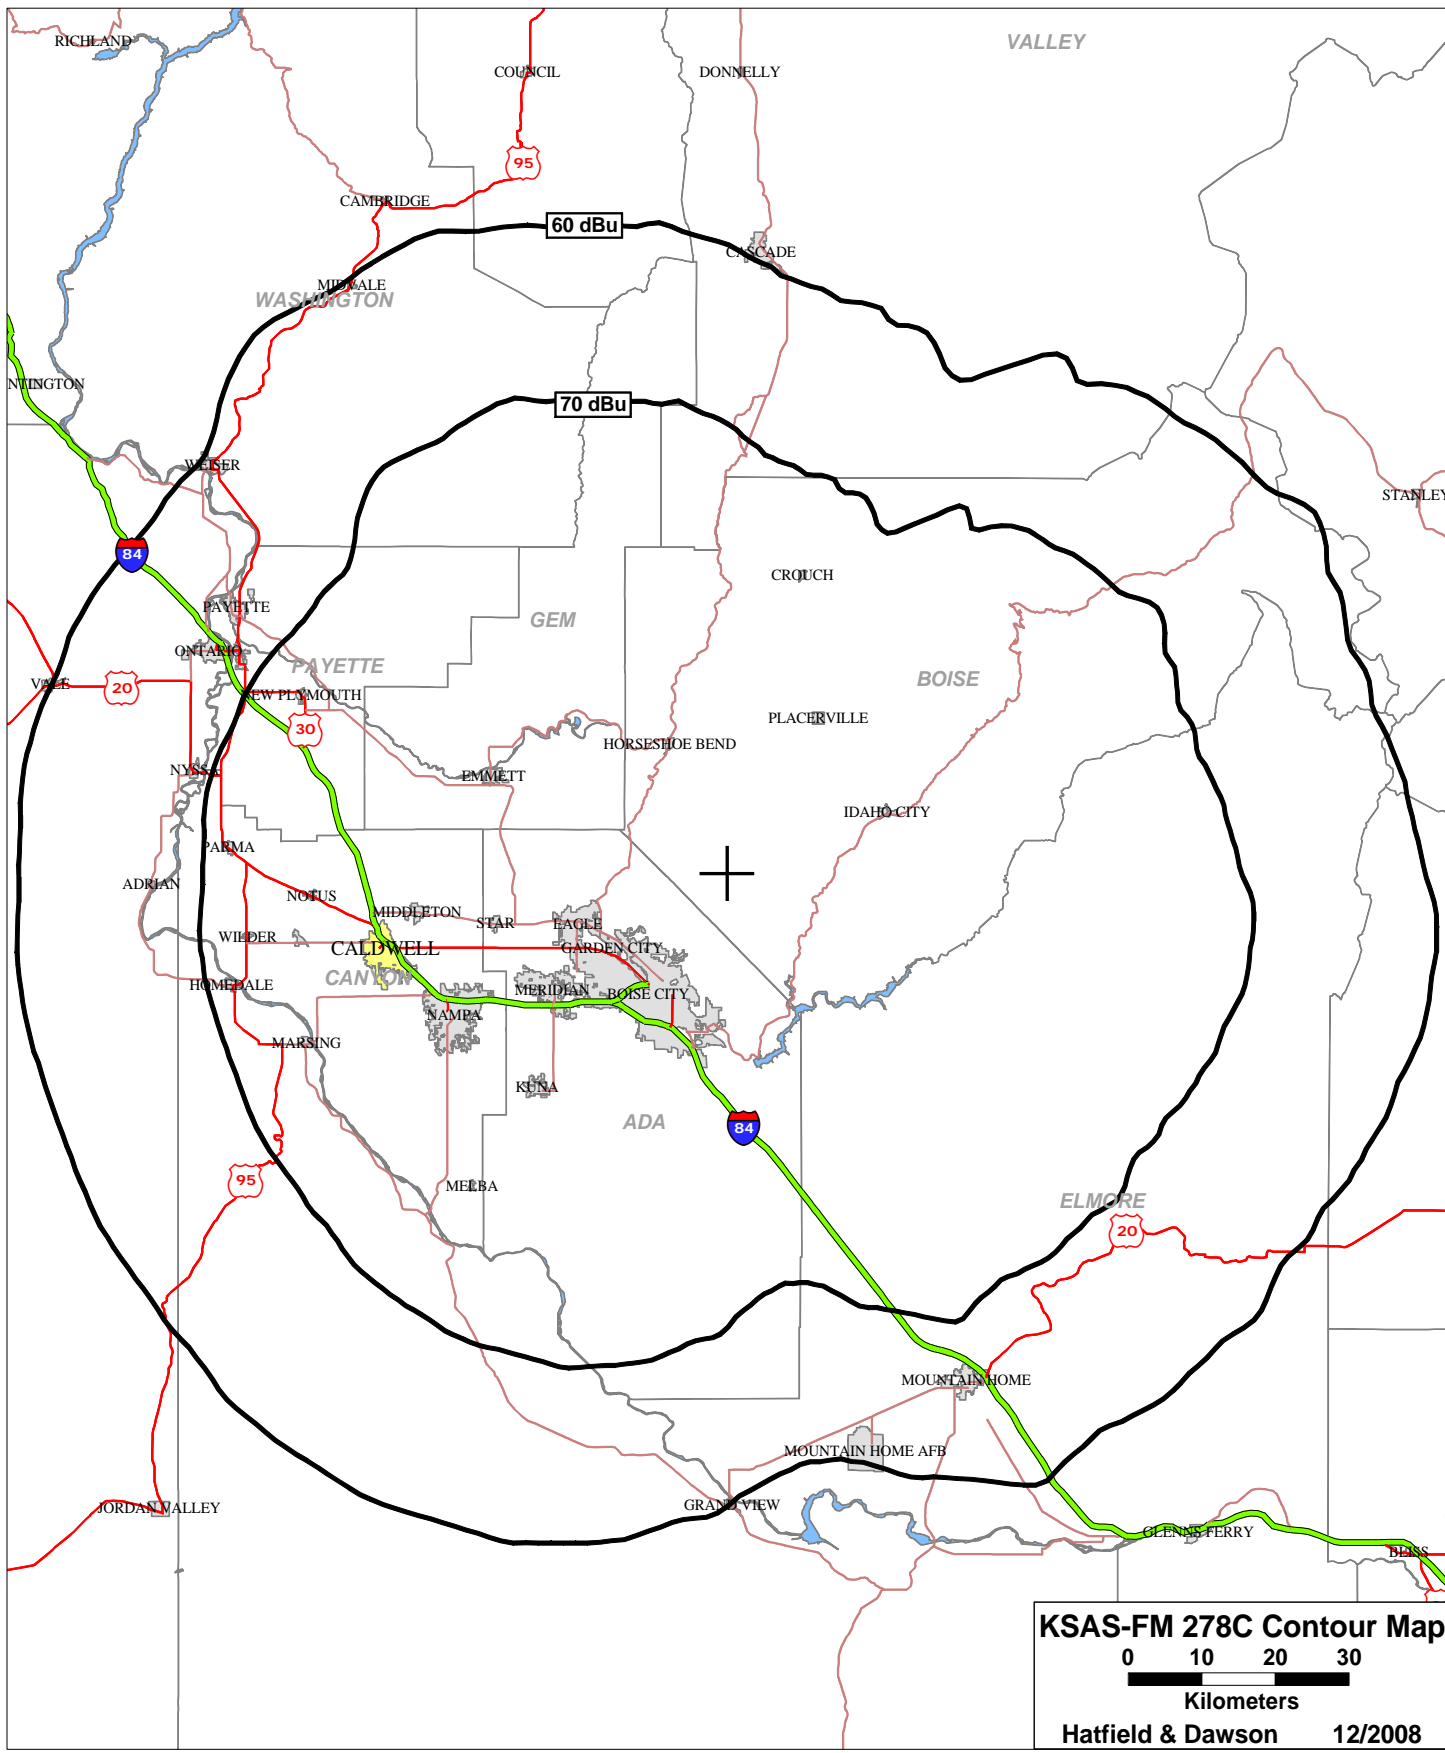 RICHLAND
VALLEY
COUNCIL
DONNELLY
95
CAMBRIDGE
60 dBu
CASCADE
MIDVALE
WASHINGTON
NTINGTON
70 dBu
WEISER
STANLEY
84
CROUCH
PAYETTE
GEM
ONTARIO
PAYETTE
BOISE
VALE
20
EW PLYMOUTH
PLACERVILLE
30
HORSESHOE BEND
NYSSA
EMMETT
IDAHO CITY
PARMA
ADRIAN
NOTUS
MIDDLETON
STAR
EAGLE
WILDER
CALDWELL
GARDEN CITY
CANYON
HOMEDALE
MERIDIAN
BOISE CITY
NAMPA
MARSING
KUNA
ADA
84
95
MELBA
ELMORE
20
MOUNTAIN HOME
MOUNTAIN HOME AFB
GRAND VIEW
JORDAN VALLEY
GLENNS FERRY
BLISS
KSAS-FM 278C Contour Map
0 10 20 30
Kilometers
Hatfield & Dawson 12/2008